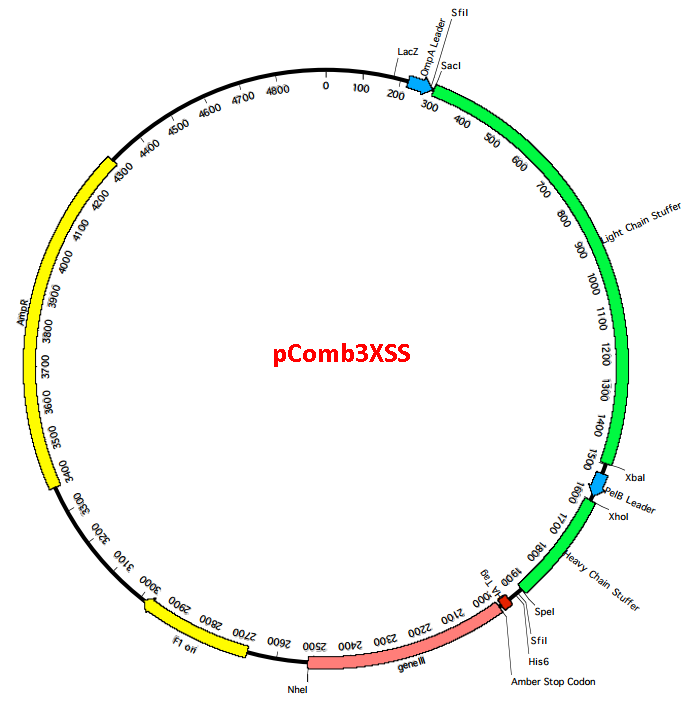 SfiI
OmpA Leader
LacZ
SacI
0
100
200
300
400
500
600
700
800
900
1000
1100
1200
1300
1400
1500
1600
1700
1800
1900
2000
2100
2200
2300
2400
2500
2600
2700
2800
2900
3000
3100
3200
3300
3400
3500
3600
3700
3800
3900
4000
4100
4200
4300
4400
4500
4600
4700
4800
Light Chain Stuffer
AmpR
pComb3XSS
XbaI
PelB Leader
XhoI
Heavy Chain Stuffer
HA Tag
SpeI
SfiI
His6
Amber Stop Codon
geneIII
NheI
F1 ori